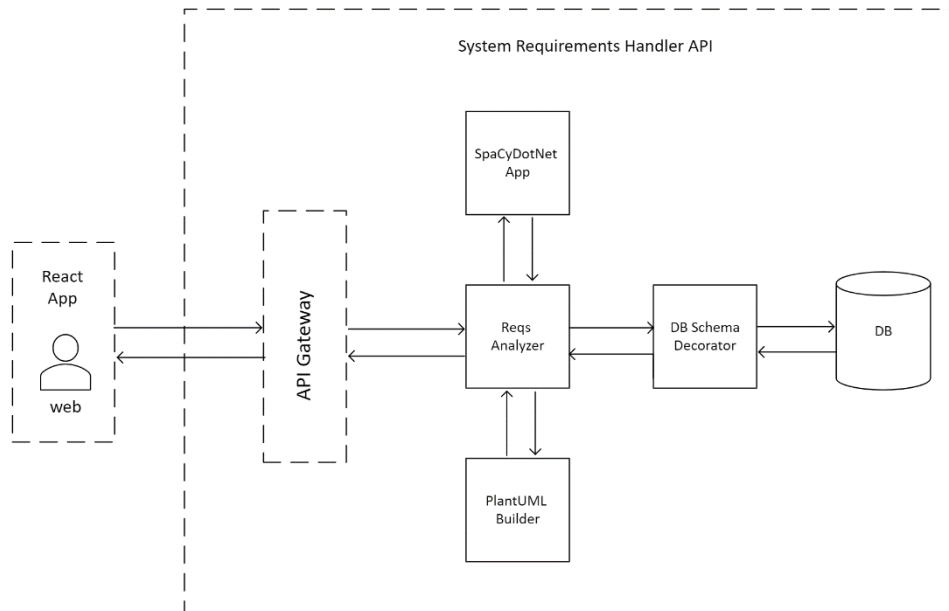 System Requirements Handler API
SpaCyDotNet
App
React
App
web
API Gateway
Reqs
Analyzer
DB Schema
Decorator
DB
PlantUML
Builder